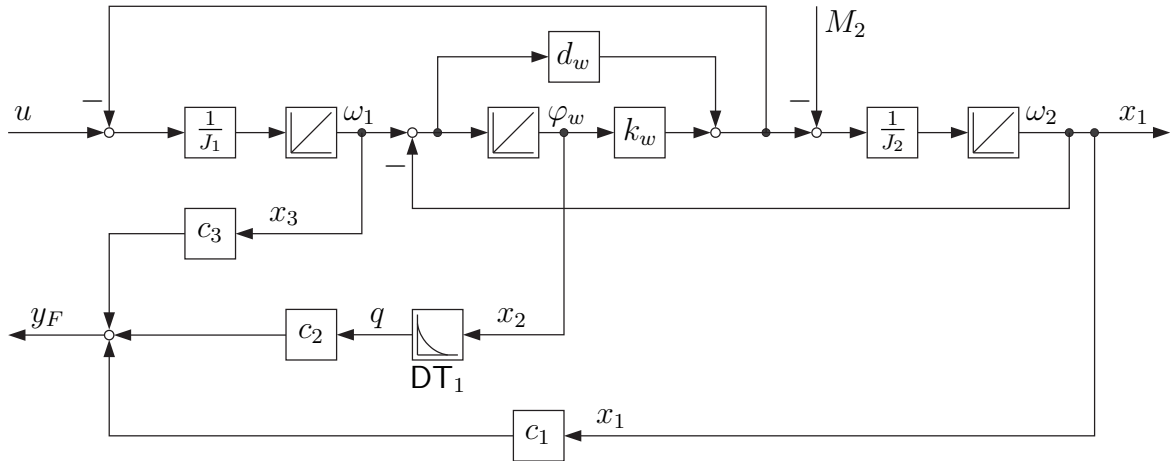 M₂
d_w
−
−
u
1/J₁
ω₁
φ_w
k_w
1/J₂
ω₂
x₁
−
c₃
x₃
y_F
c₂
q
x₂
DT₁
c₁
x₁